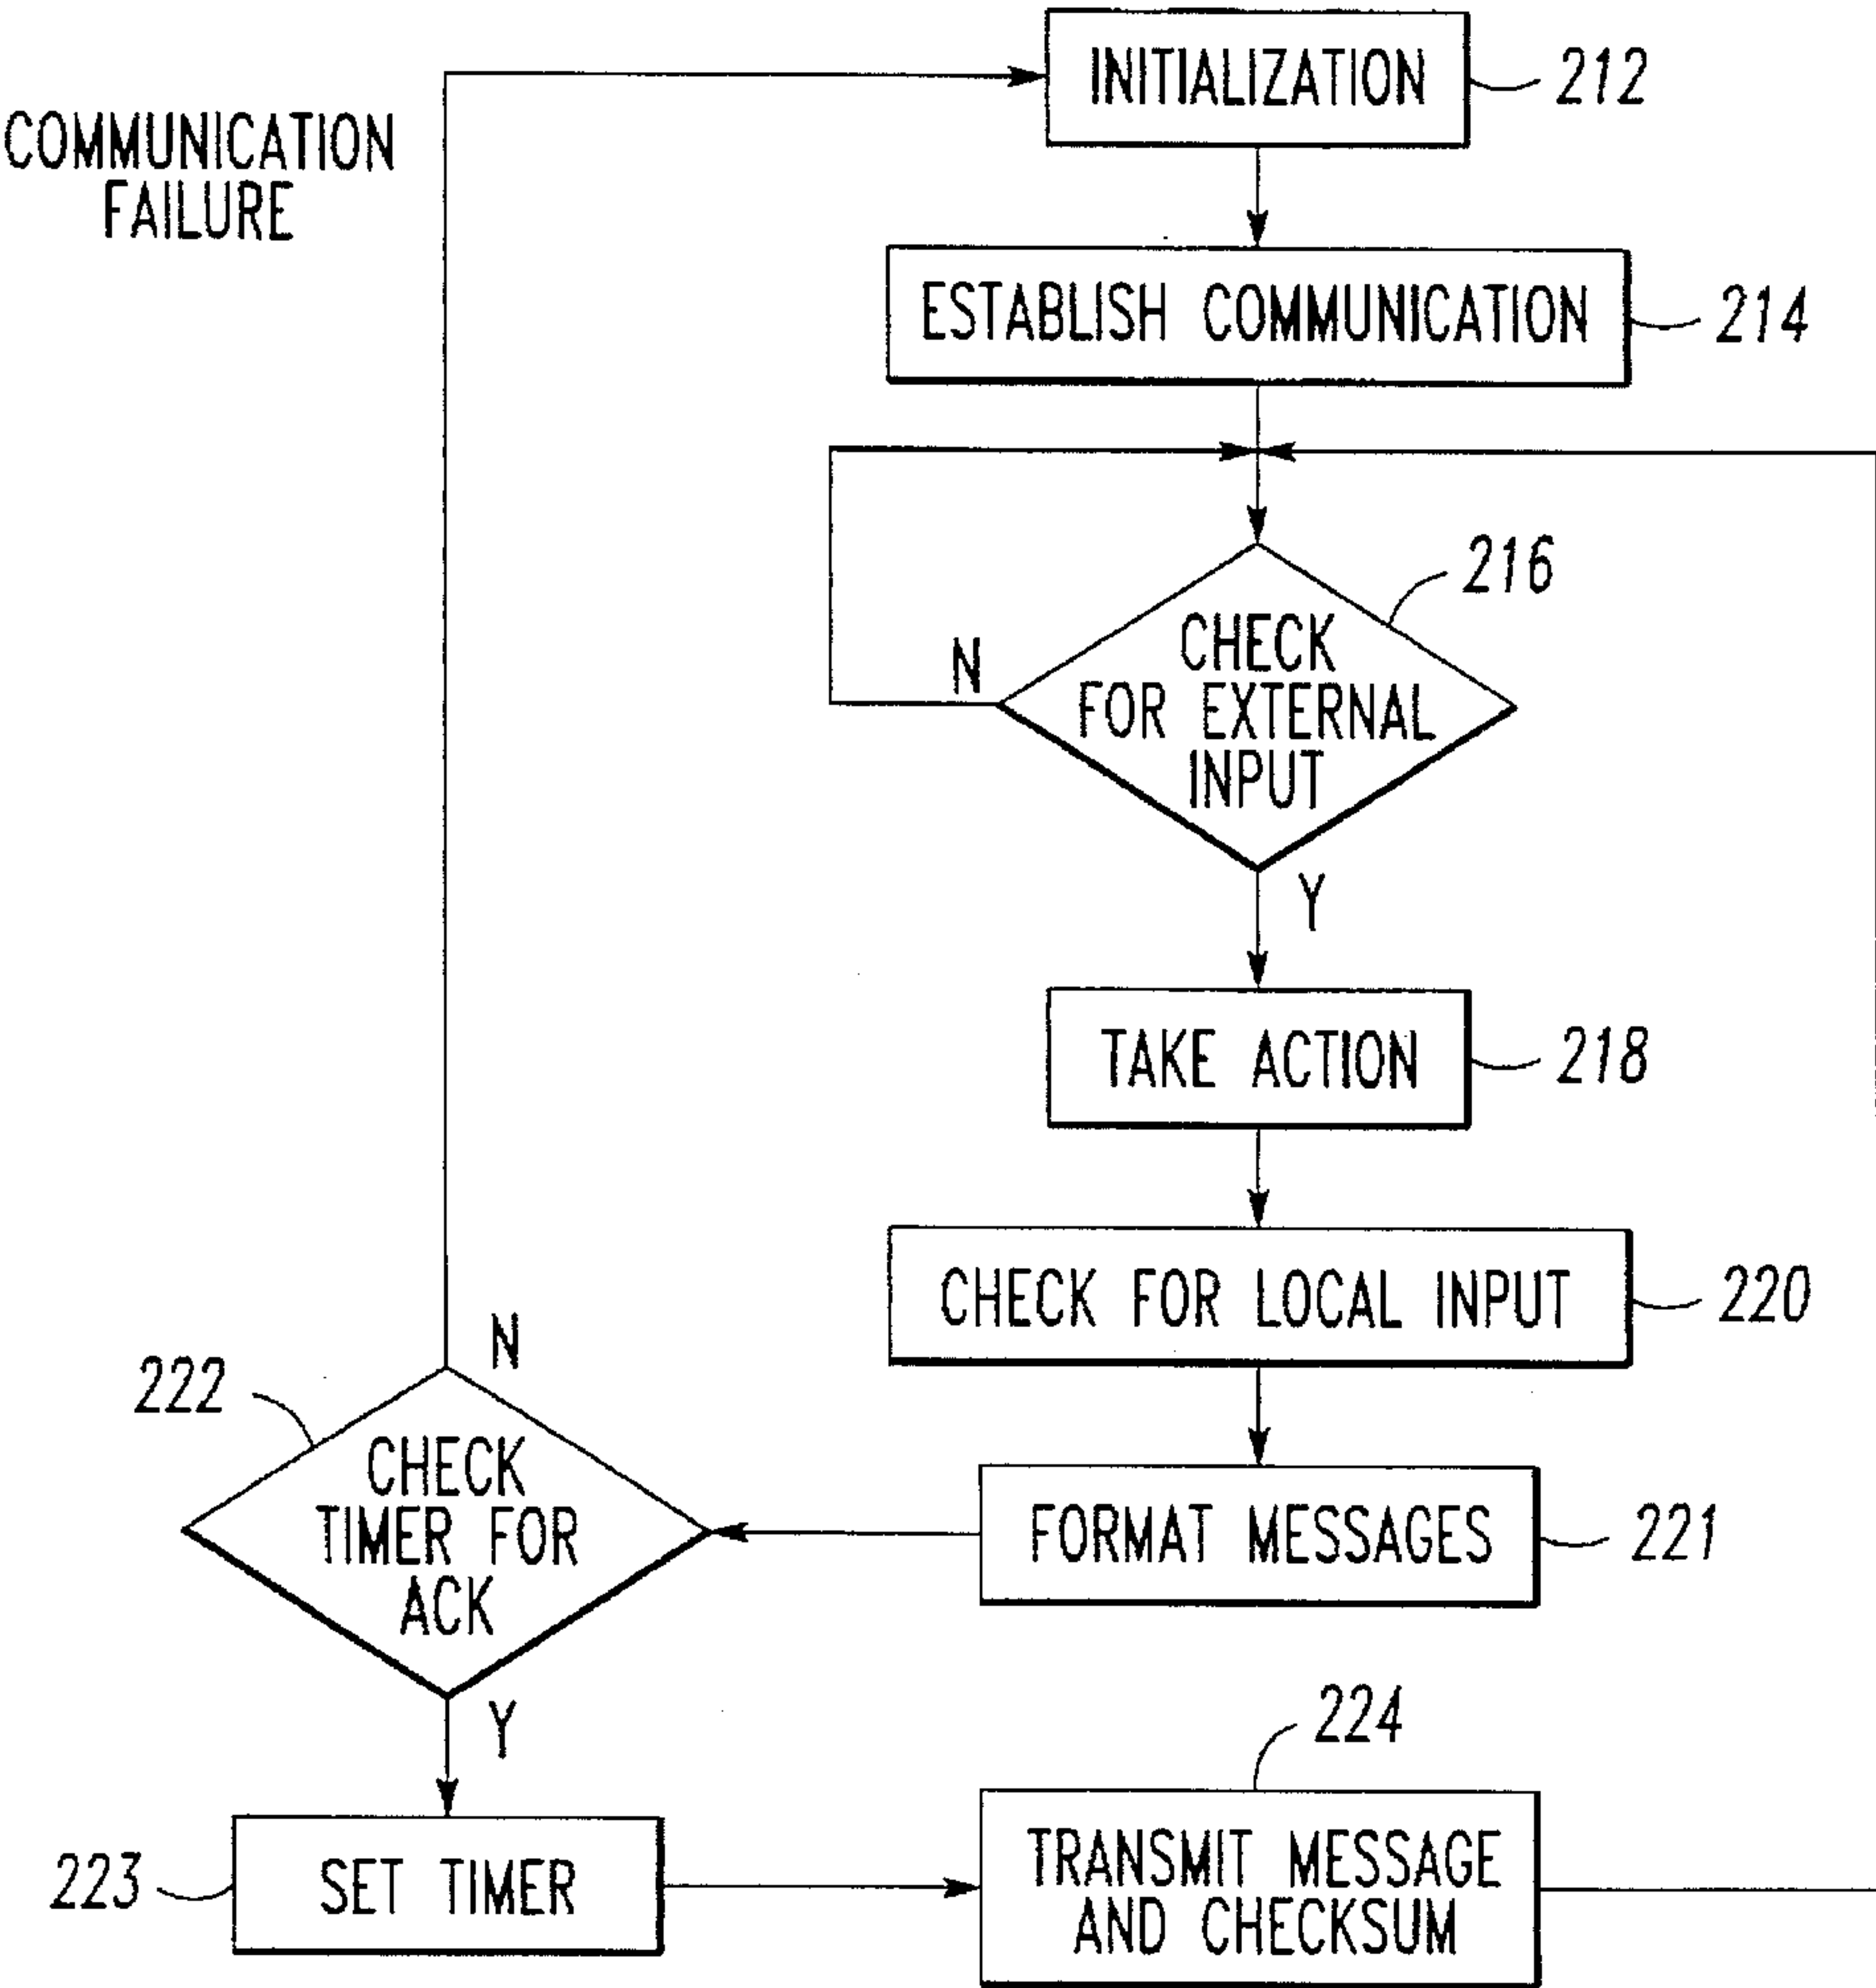 INITIALIZATION
212
COMMUNICATION
FAILURE
ESTABLISH COMMUNICATION
214
216
CHECK
FOR EXTERNAL
INPUT
N
Y
TAKE ACTION
218
CHECK FOR LOCAL INPUT
220
N
222
CHECK
TIMER FOR
ACK
FORMAT MESSAGES
221
Y
224
223
SET TIMER
TRANSMIT MESSAGE
AND CHECKSUM